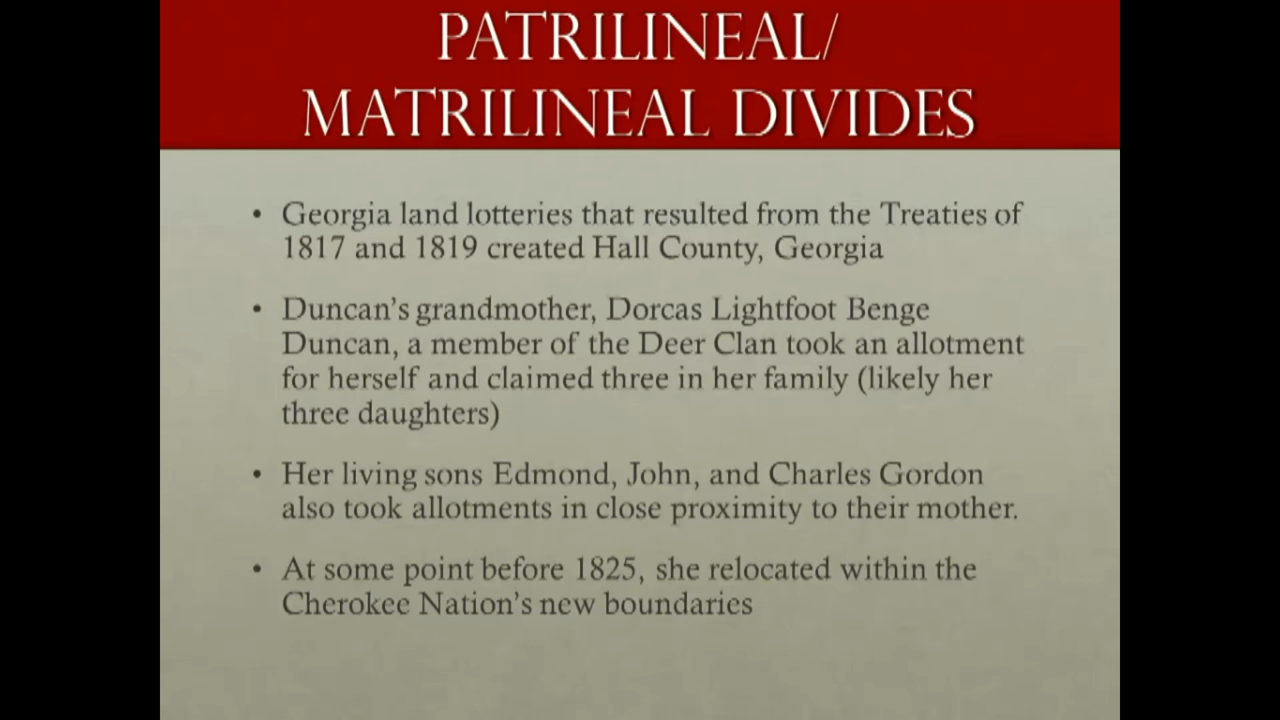 PATRILINEAL/
MATRILINEAL DIVIDES
• Georgia land lotteries that resulted from the Treaties of
1817 and 1819 created Hall County, Georgia
• Duncan's grandmother, Dorcas Lightfoot Benge
Duncan, a member of the Deer Clan took an allotment
for herself and claimed three in her family (likely her
three daughters)
• Her living sons Edmond, John, and Charles Gordon
also took allotments in close proximity to their mother.
• At some point before 1825, she relocated within the
Cherokee Nation's new boundaries